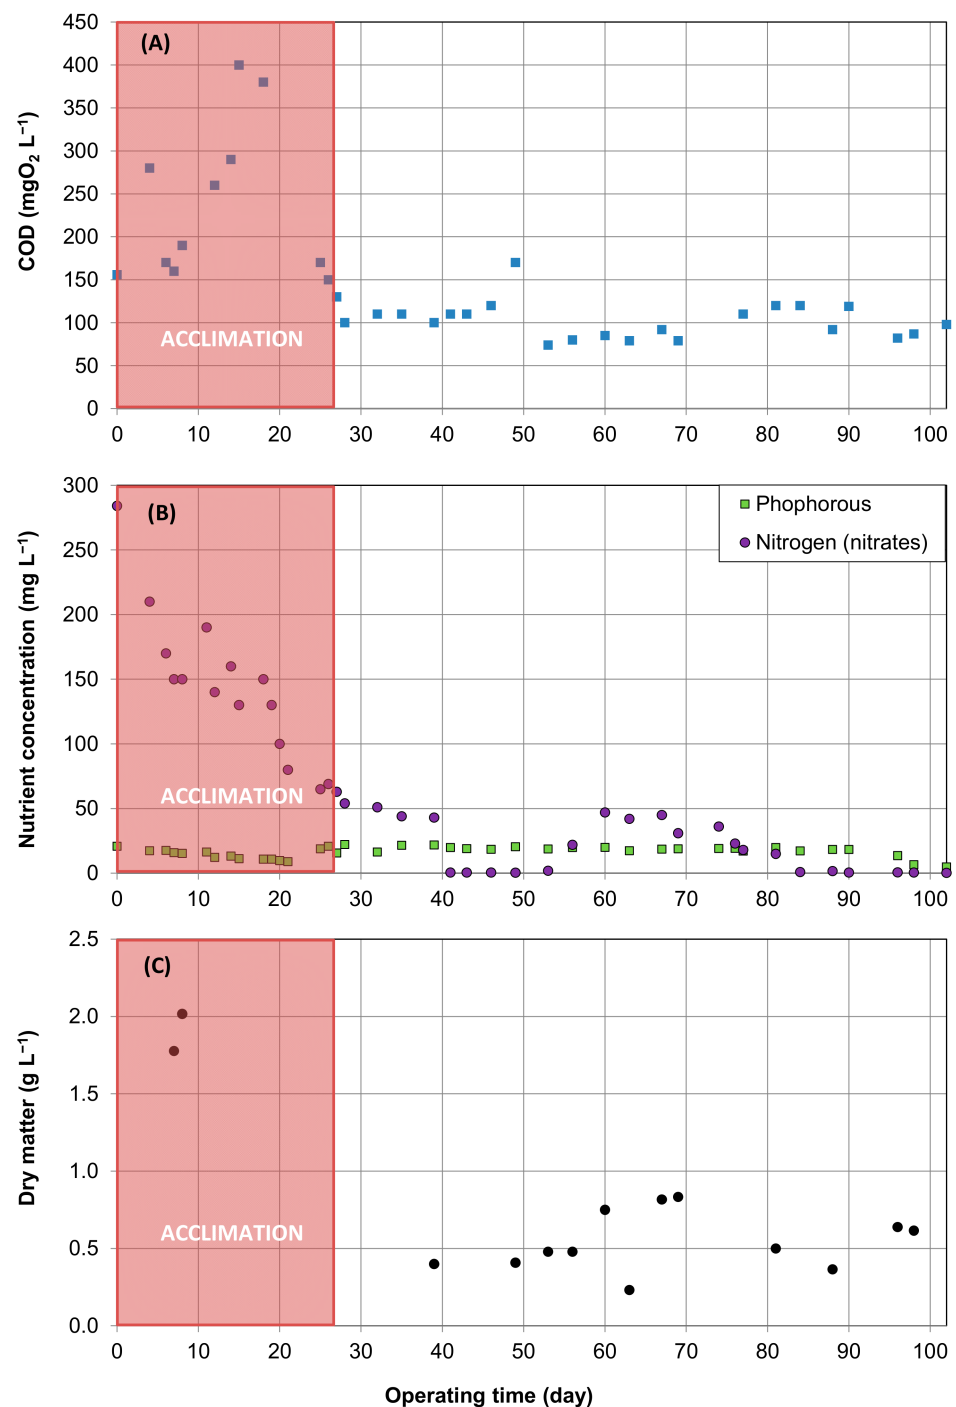 450
400
350
300
250
200
150
100
50
0
COD (mgO₂ L⁻¹)
(A)
ACCLIMATION
0 10 20 30 40 50 60 70 80 90 100
300
250
200
150
100
50
0
Nutrient concentration (mg L⁻¹)
(B)
ACCLIMATION
Phophorous
Nitrogen (nitrates)
0 10 20 30 40 50 60 70 80 90 100
2.5
2.0
1.5
1.0
0.5
0.0
Dry matter (g L⁻¹)
(C)
ACCLIMATION
0 10 20 30 40 50 60 70 80 90 100
Operating time (day)